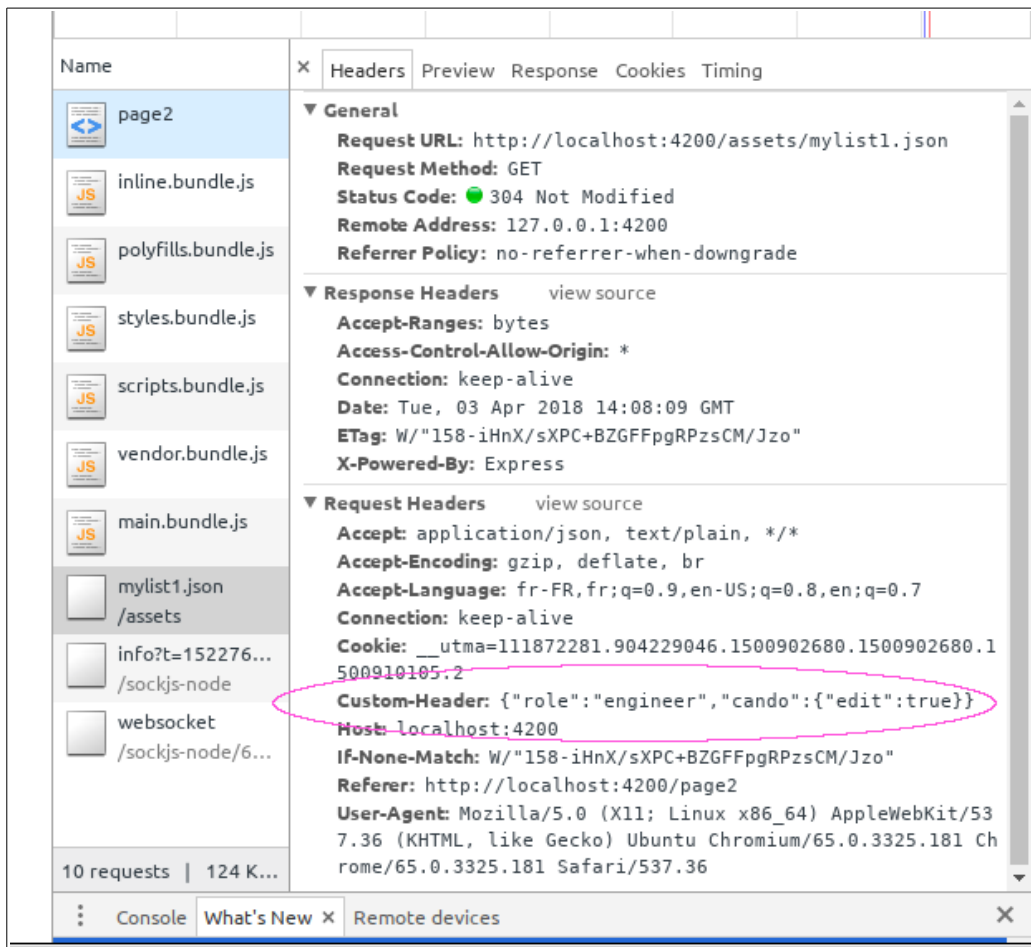 Name
page2
inline.bundle.js
polyfills.bundle.js
styles.bundle.js
scripts.bundle.js
vendor.bundle.js
main.bundle.js
mylist1.json
/assets
info?t=152276...
/sockjs-node
websocket
/sockjs-node/6...
10 requests | 124 K...
× Headers Preview Response Cookies Timing
▼ General
Request URL: http://localhost:4200/assets/mylist1.json
Request Method: GET
Status Code: 304 Not Modified
Remote Address: 127.0.0.1:4200
Referrer Policy: no-referrer-when-downgrade
▼ Response Headers view source
Accept-Ranges: bytes
Access-Control-Allow-Origin: *
Connection: keep-alive
Date: Tue, 03 Apr 2018 14:08:09 GMT
ETag: W/"158-iHnX/sXPC+BZGFFpgRPzsCM/Jzo"
X-Powered-By: Express
▼ Request Headers view source
Accept: application/json, text/plain, */*
Accept-Encoding: gzip, deflate, br
Accept-Language: fr-FR,fr;q=0.9,en-US;q=0.8,en;q=0.7
Connection: keep-alive
Cookie: __utma=111872281.904229046.1500902680.1500902680.1
500910105.2
Custom-Header: {"role":"engineer","cando":{"edit":true}}
Host: localhost:4200
If-None-Match: W/"158-iHnX/sXPC+BZGFFpgRPzsCM/Jzo"
Referer: http://localhost:4200/page2
User-Agent: Mozilla/5.0 (X11; Linux x86_64) AppleWebKit/53
7.36 (KHTML, like Gecko) Ubuntu Chromium/65.0.3325.181 Ch
rome/65.0.3325.181 Safari/537.36
Console What's New × Remote devices ×